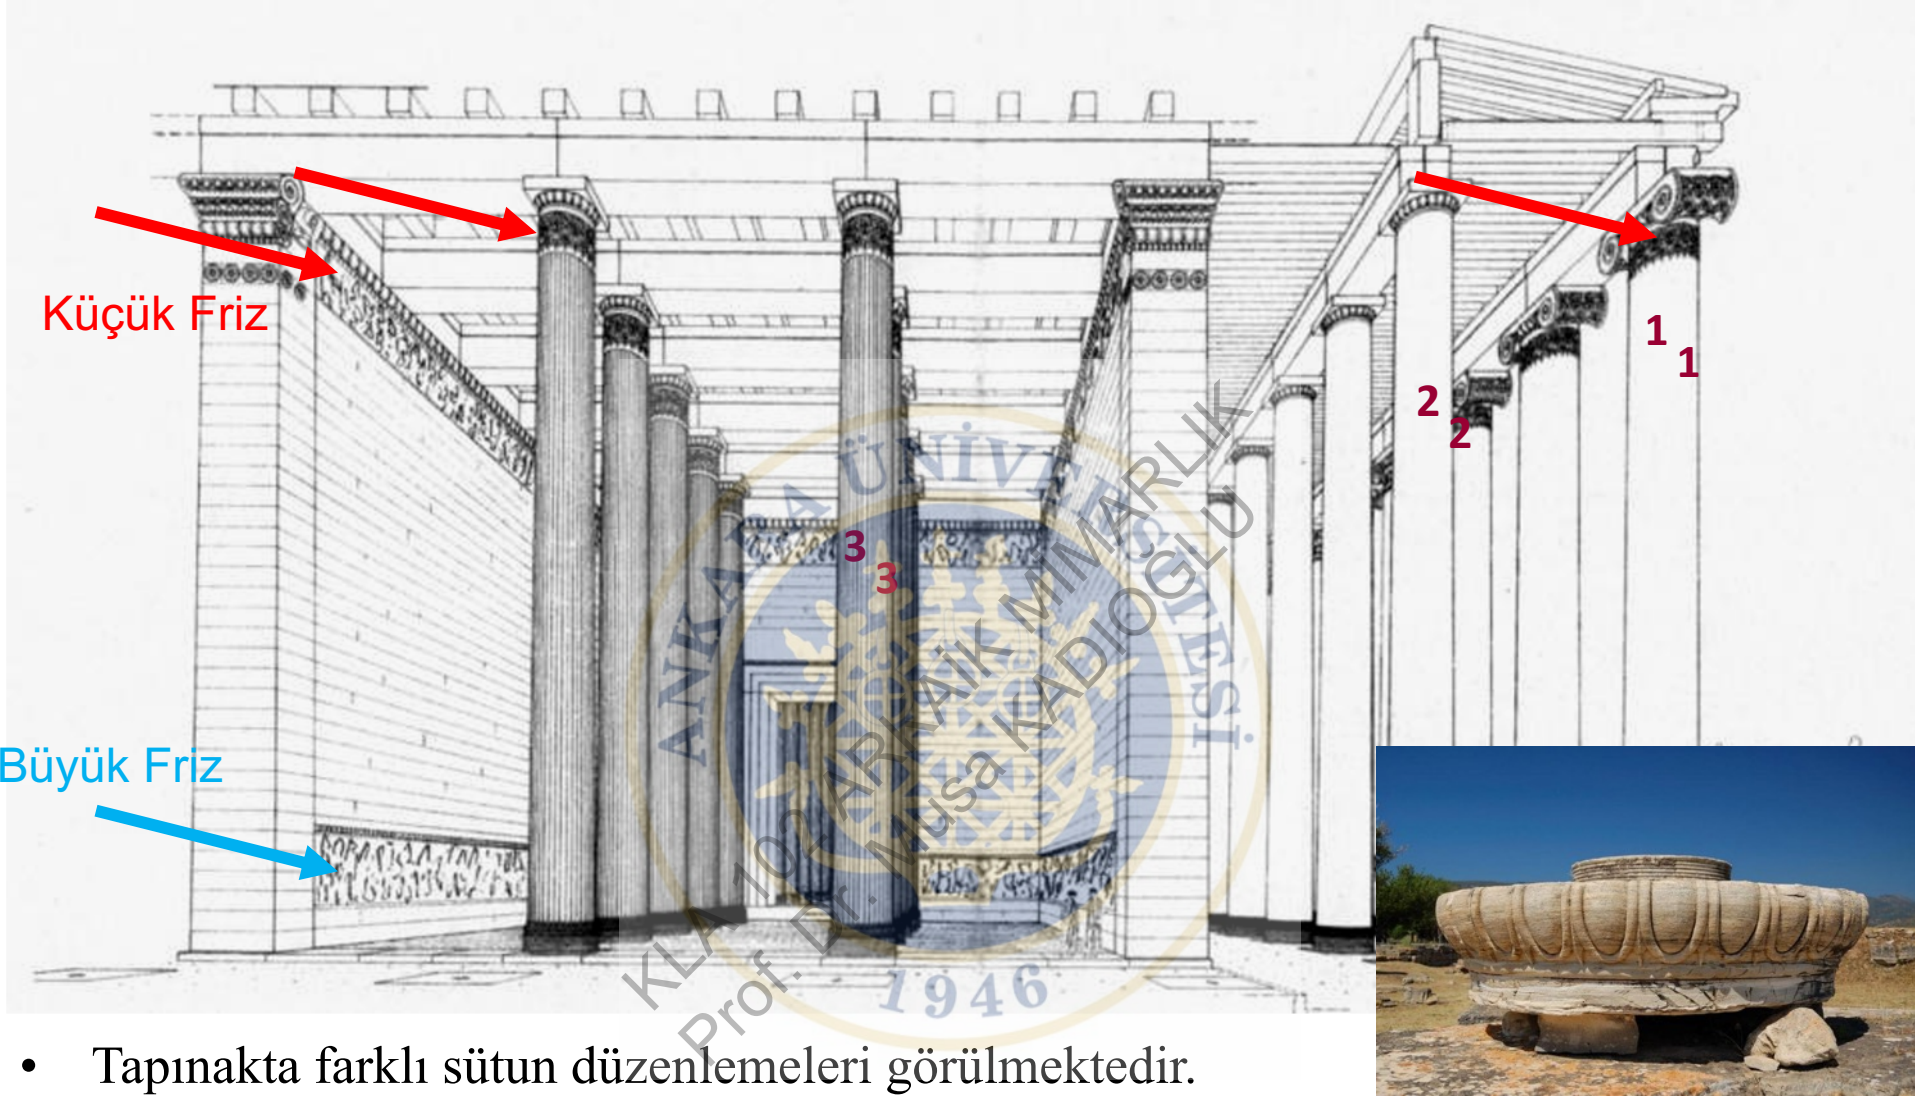 Küçük Friz
1
1
2
2
3
3
Büyük Friz
ANKARA ÜNİVERSİTESİ
1946
KLA 109 ARKAİK MİMARLIK
Prof. Dr. Musa KADIOĞLU
• Tapınakta farklı sütun düzenlemeleri görülmektedir.